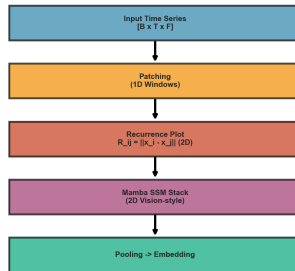 Input Time Series
[B x T x F]
Patching
(1D Windows)
Recurrence Plot
R_ij = ||x_i - x_j|| (2D)
Mamba SSM Stack
(2D Vision-style)
Pooling -> Embedding